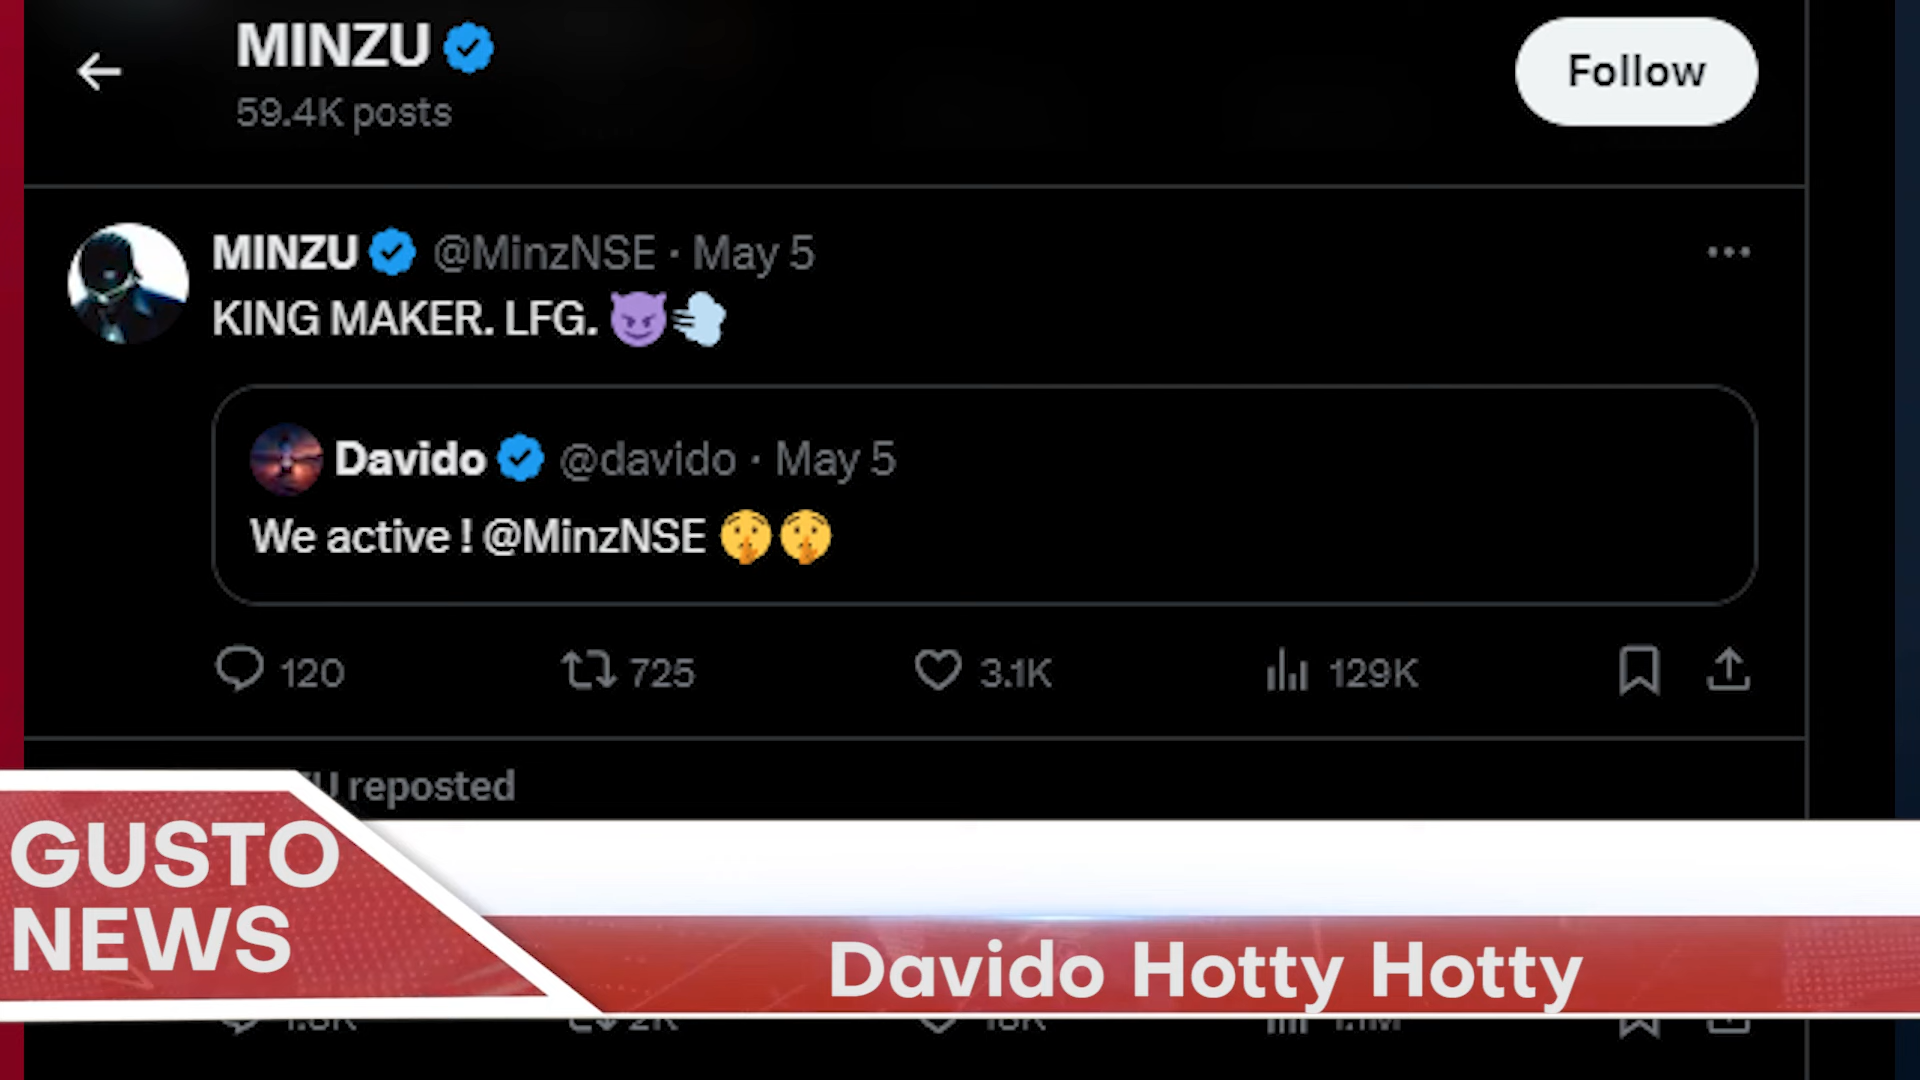 MINZU
59.4K posts
Follow
MINZU @MinzNSE · May 5
KING MAKER. LFG. 😈💨
Davido @davido · May 5
We active ! @MinzNSE 🤫🤫
120 725 3.1K 129K
reposted
GUSTO
NEWS
Davido Hotty Hotty